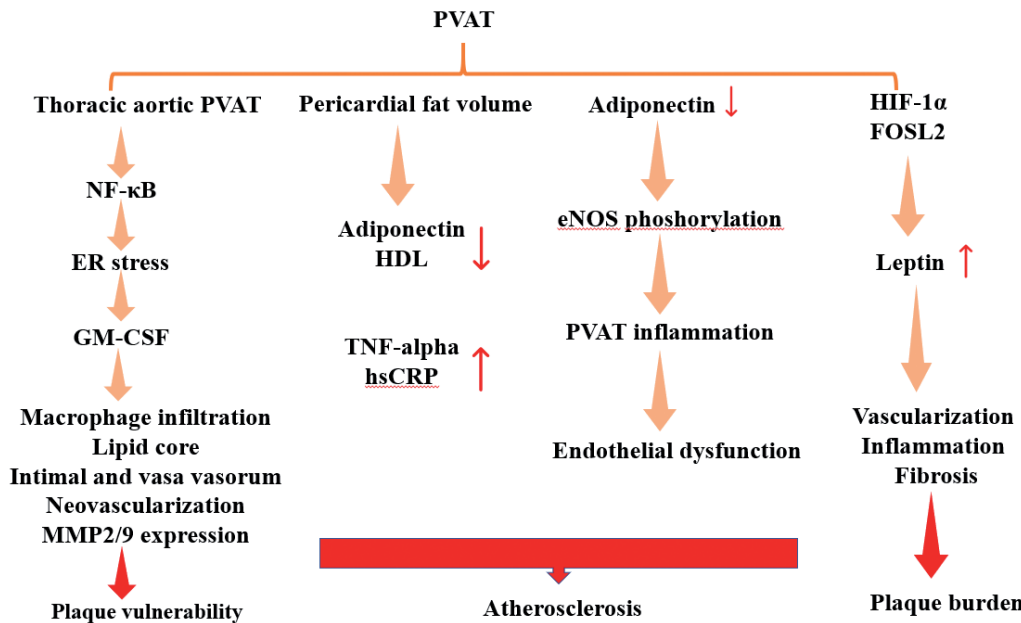 PVAT
Thoracic aortic PVAT
NF-κB
ER stress
GM-CSF
Macrophage infiltration
Lipid core
Intimal and vasa vasorum
Neovascularization
MMP2/9 expression
Plaque vulnerability
Pericardial fat volume
Adiponectin
HDL
TNF-alpha
hsCRP
Adiponectin
eNOS phoshorylation
PVAT inflammation
Endothelial dysfunction
Atherosclerosis
HIF-1α
FOSL2
Leptin
Vascularization
Inflammation
Fibrosis
Plaque burden